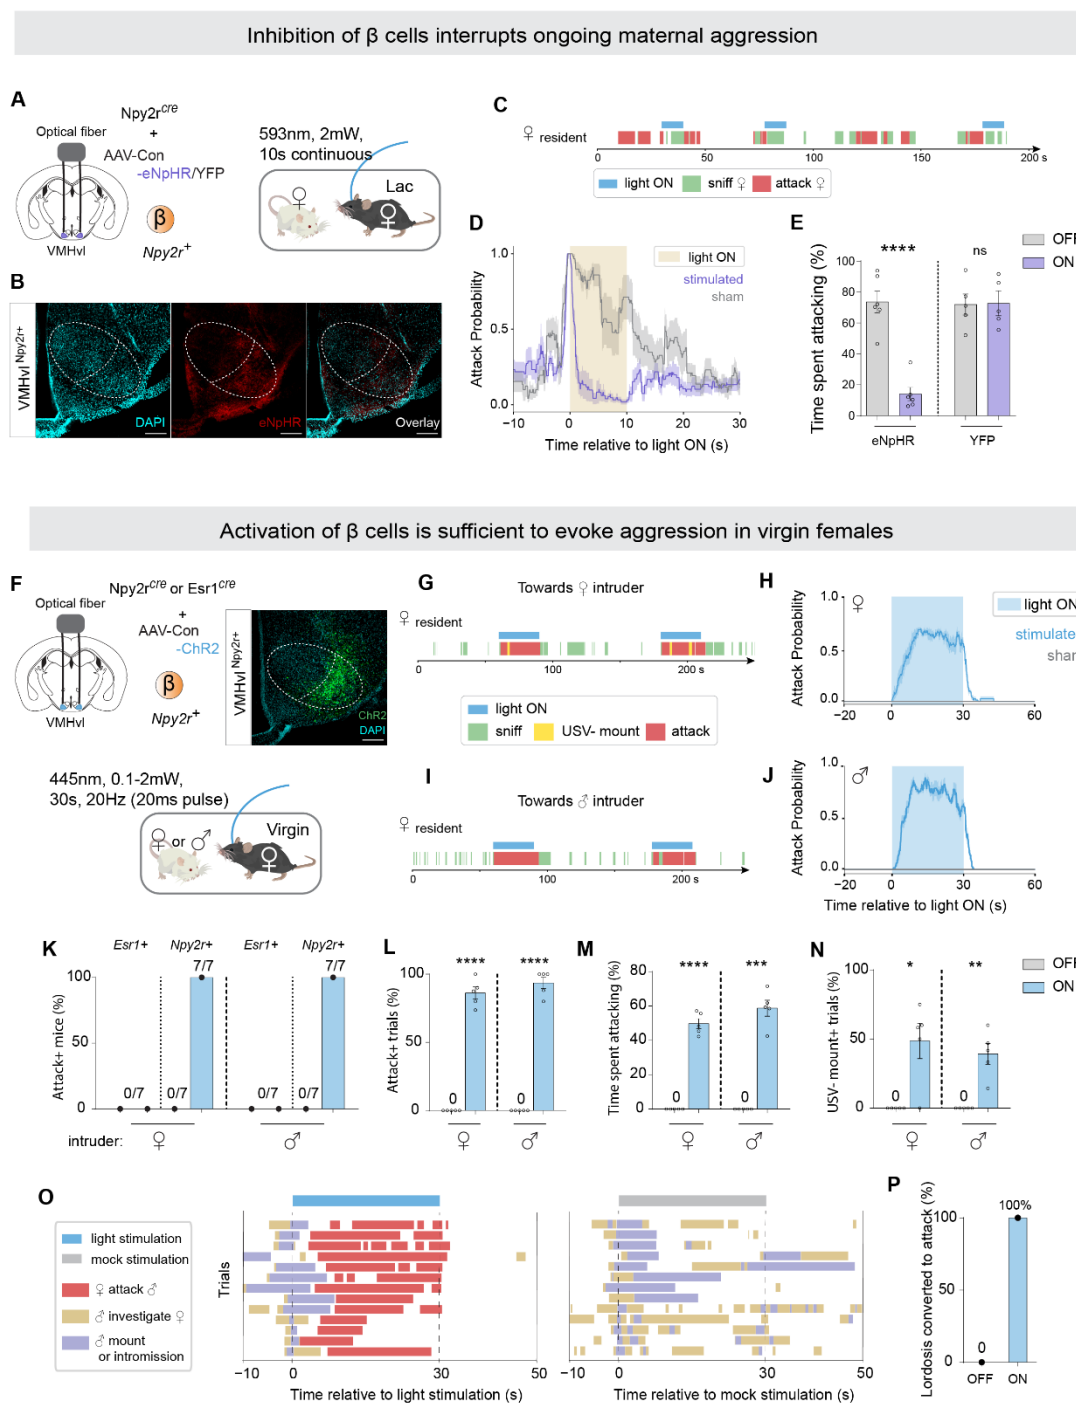 Inhibition of β cells interrupts ongoing maternal aggression
A
Npy2rcre
+
Optical fiber
AAV-Con
-eNpHR/YFP
β
VMHvl
Npy2r+
593nm, 2mW,
10s continuous
♀
Lac
♀
B
VMHvl Npy2r+
DAPI
eNpHR
Overlay
C
♀ resident
0 50 100 150 200 s
light ON sniff ♀ attack ♀
D
Attack Probability
1.0
0.5
0.0
light ON
stimulated
sham
−10 0 10 20 30
Time relative to light ON (s)
E
Time spent attacking (%)
100
80
60
40
20
0
**** ns
OFF
ON
eNpHR YFP
Activation of β cells is sufficient to evoke aggression in virgin females
F
Npy2rcre or Esr1cre
Optical fiber
+
AAV-Con
-ChR2
β
VMHvl
Npy2r+
VMHvl Npy2r+
ChR2
DAPI
445nm, 0.1-2mW,
30s, 20Hz (20ms pulse)
♀ or ♂
Virgin
♀
G
Towards ♀ intruder
♀ resident
0 100 200 s
light ON
sniff USV- mount attack
H
Attack Probability
♀
1.0
0.5
0.0
light ON
stimulate
sham
−20 0 30 60
I
Towards ♂ intruder
♀ resident
0 100 200 s
J
Attack Probability
♂
1.0
0.5
0.0
−20 0 30 60
Time relative to light ON (s)
K
Esr1+ Npy2r+ Esr1+ Npy2r+
7/7 7/7
Attack+ mice (%)
100
50
0
0/7 0/7 0/7 0/7
intruder: ♀ ♂
L
Attack+ trials (%)
100
50
0
**** ****
0 0
♀ ♂
M
Time spent attacking (%)
80
60
40
20
0
**** ***
0 0
♀ ♂
N
USV- mount+ trials (%)
100
50
0
* **
0 0
♀ ♂
OFF
ON
O
light stimulation
mock stimulation
♀ attack ♂
♂ investigate ♀
♂ mount
or intromission
Trials
−10 0 30 50
Time relative to light stimulation (s)
−10 0 30 50
Time relative to mock stimulation (s)
P
Lordosis converted to attack (%)
100%
100
50
0
0
OFF ON